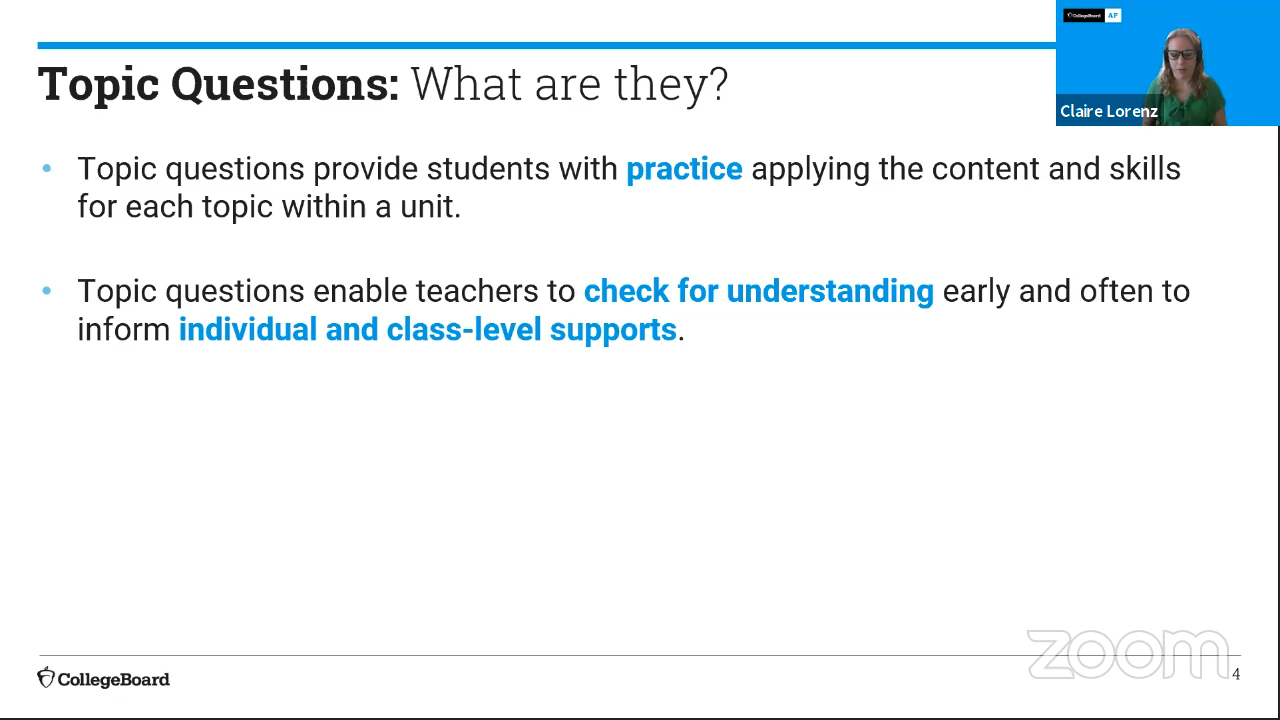 CollegeBoard AP
Topic Questions: What are they?
Claire Lorenz
• Topic questions provide students with practice applying the content and skills
for each topic within a unit.
• Topic questions enable teachers to check for understanding early and often to
inform individual and class-level supports.
zoom
CollegeBoard
4